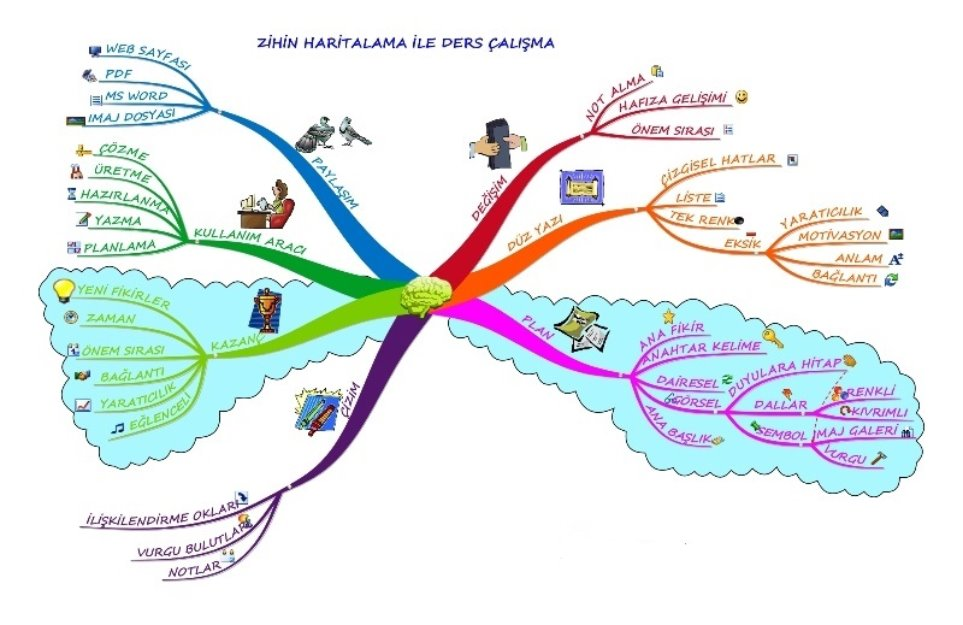 ZİHİN HARİTALAMA İLE DERS ÇALIŞMA
WEB SAYFASI
PDF
MS WORD
IMAJ DOSYASI
PAYLAŞIM
ÇÖZME
ÜRETME
HAZIRLANMA
YAZMA
PLANLAMA
KULLANIM ARACI
YENİ FİKİRLER
ZAMAN
ÖNEM SIRASI
BAĞLANTI
YARATICILIK
EĞLENCELİ
KAZANÇ
ÇİZİM
İLİŞKİLENDİRME OKLARI
VURGU BULUTLARI
NOTLAR
DEĞİŞİM
NOT ALMA
HAFIZA GELİŞİMİ
ÖNEM SIRASI
DÜZ YAZI
ÇİZGİSEL HATLAR
LİSTE
TEK RENK
EKSİK
YARATICILIK
MOTİVASYON
ANLAM
BAĞLANTI
PLAN
ANA FİKİR
ANAHTAR KELİME
DAİRESEL
GÖRSEL
DUYULARA HİTAP
DALLAR
RENKLİ
KIVRIMLI
SEMBOL
İMAJ GALERİ
VURGU
ANA BAŞLIK